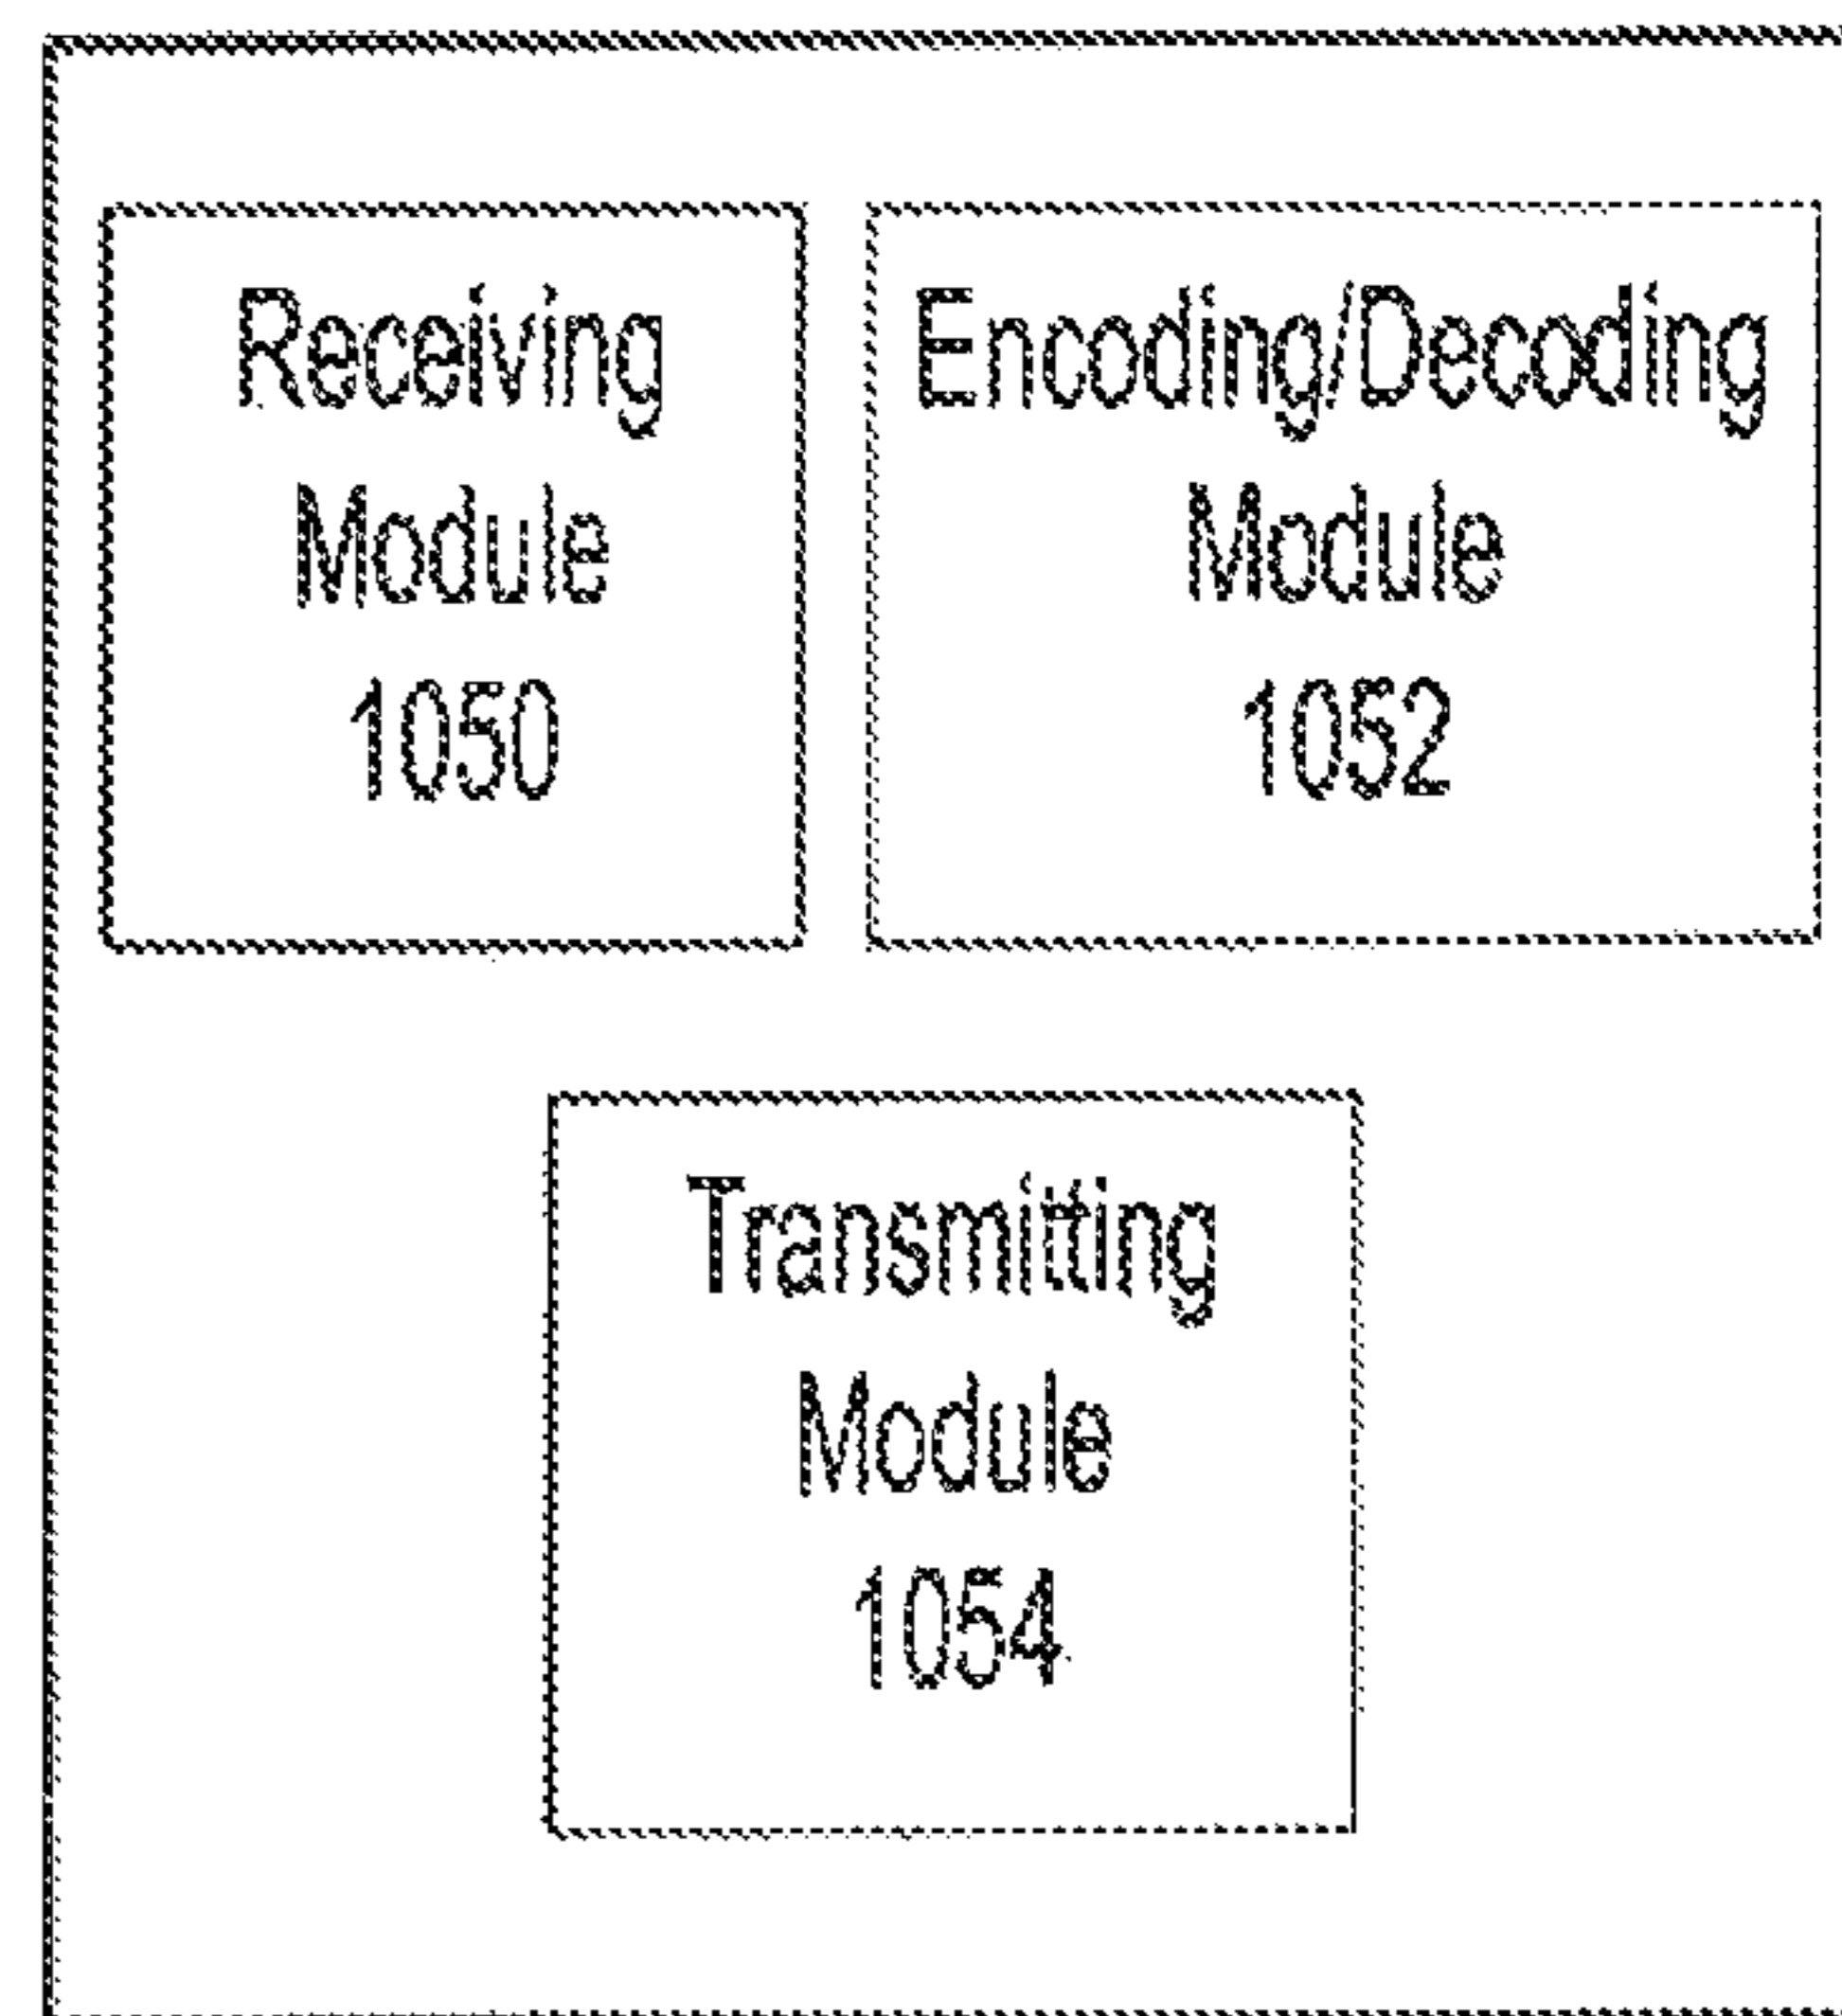 Receiving
Module
1050
Encoding/Decoding
Module
1052
Transmitting
Module
1054